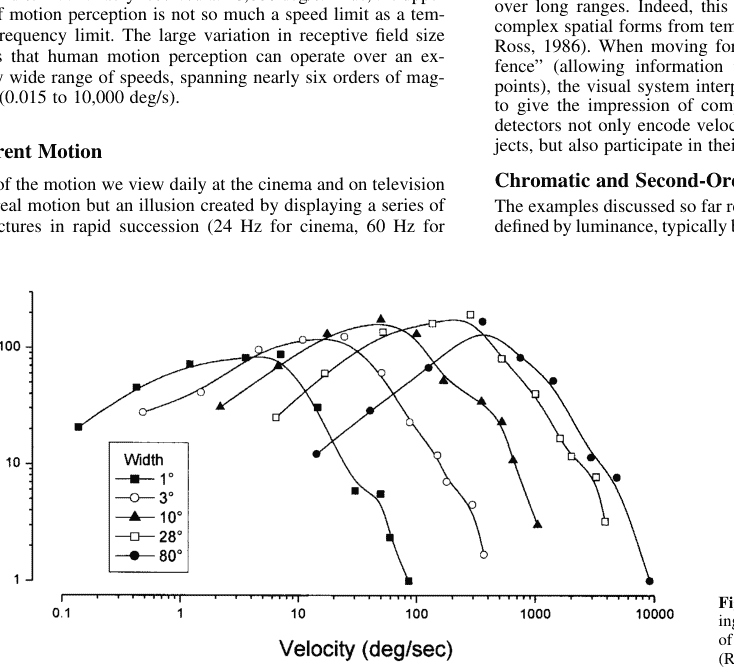 f motion perception is not so much a speed limit as a tem-
requency limit. The large variation in receptive field size
s that human motion perception can operate over an ex-
y wide range of speeds, spanning nearly six orders of mag-
(0.015 to 10,000 deg/s).
rent Motion
of the motion we view daily at the cinema and on television
eal motion but an illusion created by displaying a series of
ctures in rapid succession (24 Hz for cinema, 60 Hz for
over long ranges. Indeed, this
complex spatial forms from tem
Ross, 1986). When moving for
fence” (allowing information
points), the visual system interp
to give the impression of comp
detectors not only encode veloc
jects, but also participate in thei
Chromatic and Second-Ord
The examples discussed so far re
defined by luminance, typically b
100
10
1
Width
1°
3°
10°
28°
80°
0.1 1 10 100 1000 10000
Velocity (deg/sec)
Fi
ing
of
(R